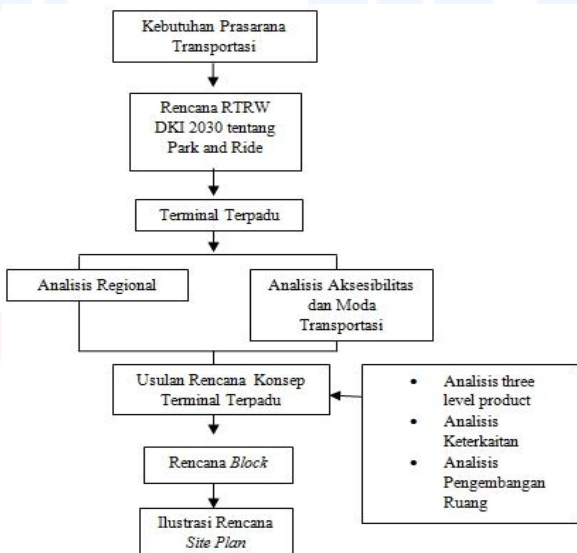 Kebutuhan Prasarana
Transportasi
Rencana RTRW
DKI 2030 tentang
Park and Ride
Terminal Terpadu
Analisis Regional
Analisis Aksesibilitas
dan Moda
Transportasi
Usulan Rencana Konsep
Terminal Terpadu
• Analisis three
level product
• Analisis
Keterkaitan
• Analisis
Pengembangan
Ruang
Rencana Block
Ilustrasi Rencana
Site Plan